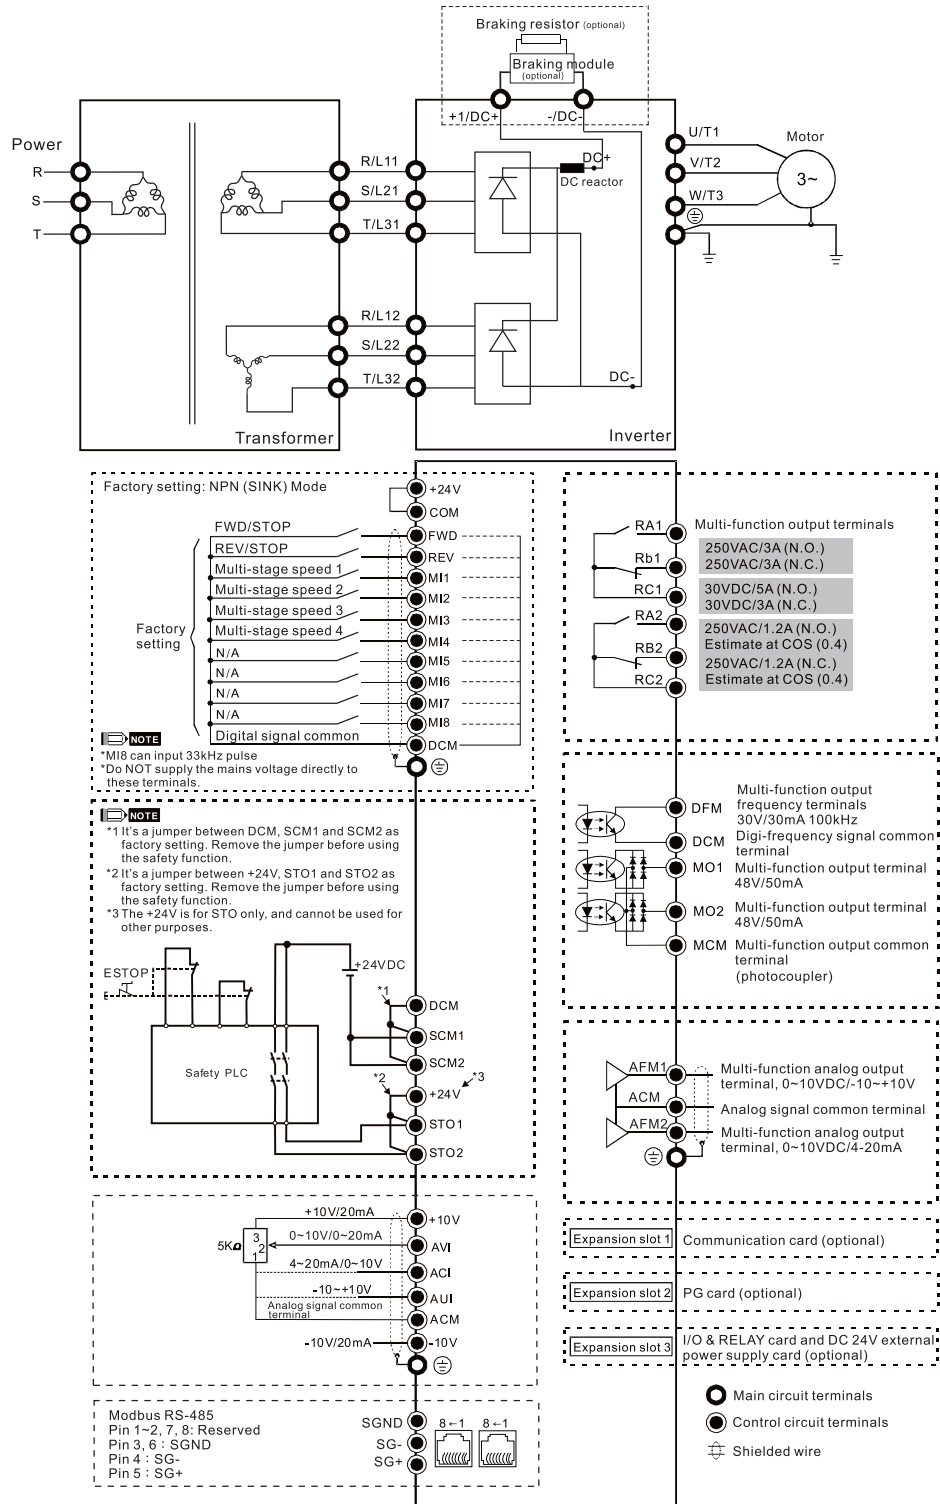 Braking resistor (optional)
Braking module
(optional)
+1/DC+
-/DC-
Power
R
S
T
R/L11
S/L21
T/L31
R/L12
S/L22
T/L32
DC+
DC reactor
DC-
U/T1
V/T2
W/T3
Motor
3~
Transformer
Inverter
Factory setting: NPN (SINK) Mode
+24V
COM
FWD/STOP
FWD
REV/STOP
REV
Multi-stage speed 1
MI1
Multi-stage speed 2
MI2
Multi-stage speed 3
MI3
Multi-stage speed 4
MI4
Factory
setting
N/A
MI5
N/A
MI6
N/A
MI7
N/A
MI8
Digital signal common
DCM
NOTE
*MI8 can input 33kHz pulse
*Do NOT supply the mains voltage directly to
these terminals.
NOTE
*1 It's a jumper between DCM, SCM1 and SCM2 as
factory setting. Remove the jumper before using
the safety function.
*2 It's a jumper between +24V, STO1 and STO2 as
factory setting. Remove the jumper before using
the safety function.
*3 The +24V is for STO only, and cannot be used for
other purposes.
ESTOP
+24VDC
Safety PLC
*1
DCM
SCM1
SCM2
*2
*3
+24V
STO1
STO2
+10V/20mA
+10V
5KΩ
3
2
1
0~10V/0~20mA
AVI
4~20mA/0~10V
ACI
-10~+10V
AUI
Analog signal common
terminal
ACM
-10V/20mA
-10V
Modbus RS-485
Pin 1~2, 7, 8: Reserved
Pin 3, 6 : SGND
Pin 4 : SG-
Pin 5 : SG+
SGND
SG-
SG+
8←1
8←1
RA1
Rb1
RC1
RA2
RB2
RC2
Multi-function output terminals
250VAC/3A (N.O.)
250VAC/3A (N.C.)
30VDC/5A (N.O.)
30VDC/3A (N.C.)
250VAC/1.2A (N.O.)
Estimate at COS (0.4)
250VAC/1.2A (N.C.)
Estimate at COS (0.4)
DFM
Multi-function output
frequency terminals
30V/30mA 100kHz
DCM
Digi-frequency signal common
terminal
MO1
Multi-function output terminal
48V/50mA
MO2
Multi-function output terminal
48V/50mA
MCM
Multi-function output common
terminal
(photocoupler)
AFM1
Multi-function analog output
terminal, 0~10VDC/-10~+10V
ACM
Analog signal common terminal
AFM2
Multi-function analog output
terminal, 0~10VDC/4-20mA
Expansion slot 1
Communication card (optional)
Expansion slot 2
PG card (optional)
Expansion slot 3
I/O & RELAY card and DC 24V external
power supply card (optional)
Main circuit terminals
Control circuit terminals
Shielded wire